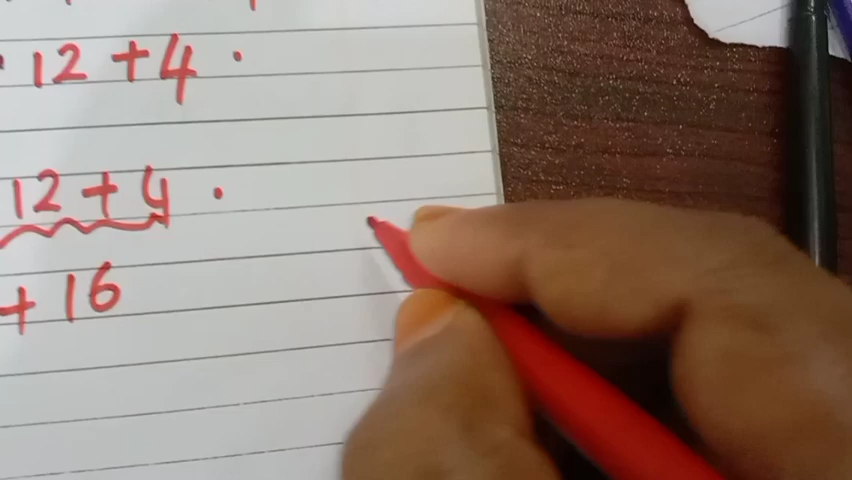 12 + 4 .
12 + 4 .
+ 16